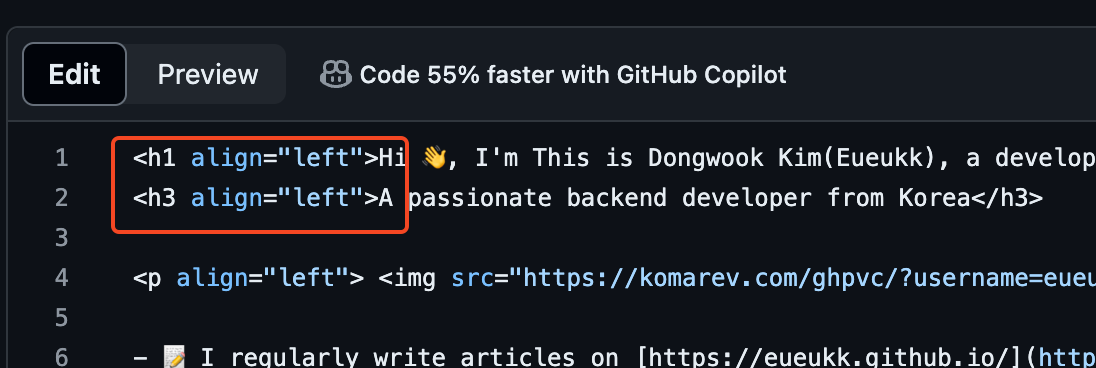 Edit Preview Code 55% faster with GitHub Copilot
1 <h1 align="left">Hi 👋, I'm This is Dongwook Kim(Eueukk), a develop
2 <h3 align="left">A passionate backend developer from Korea</h3>
3
4 <p align="left"> <img src="https://komarev.com/ghpvc/?username=eueu
5
6 - 📝 I regularly write articles on [https://eueukk.github.io/](http